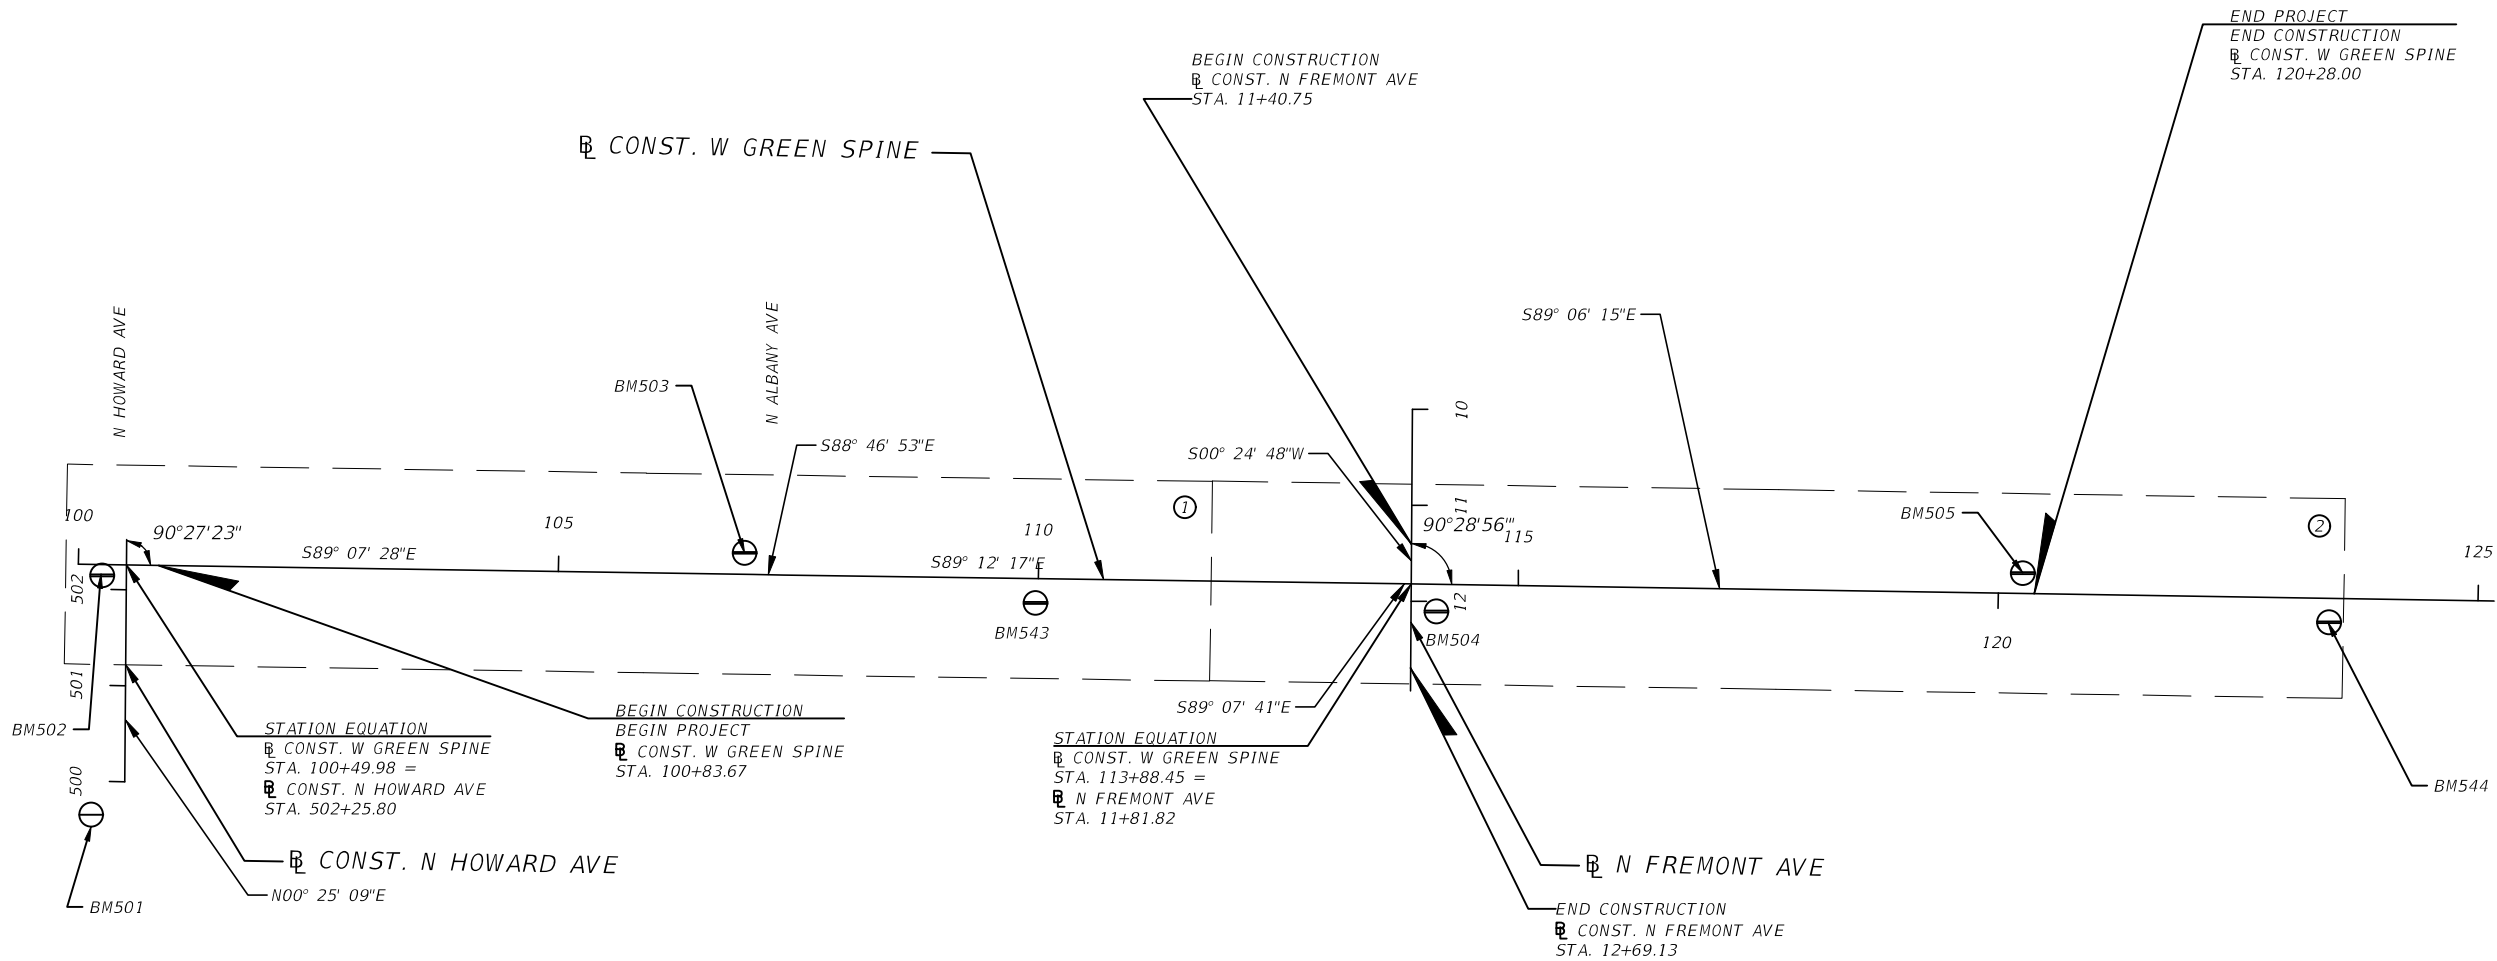 END PROJECT
END CONSTRUCTION
℄ CONST. W GREEN SPINE
STA. 120+28.00
BEGIN CONSTRUCTION
℄ CONST. N FREMONT AVE
STA. 11+40.75
℄ CONST. W GREEN SPINE
N HOWARD AVE
N ALBANY AVE
S89° 06' 15"E
BM503
10
S88° 46' 53"E
S00° 24' 48"W
1
11
BM505
2
100
90°27'23"
105
110
90°28'56""
115
125
S89° 07' 28"E
S89° 12' 17"E
502
12
BM543
BM504
120
501
S89° 07' 41"E
BM502
STATION EQUATION
℄ CONST. W GREEN SPINE
STA. 100+49.98 =
℄ CONST. N HOWARD AVE
STA. 502+25.80
BEGIN CONSTRUCTION
BEGIN PROJECT
℄ CONST. W GREEN SPINE
STA. 100+83.67
STATION EQUATION
℄ CONST. W GREEN SPINE
STA. 113+88.45 =
℄ N FREMONT AVE
STA. 11+81.82
BM544
500
℄ CONST. N HOWARD AVE
℄ N FREMONT AVE
N00° 25' 09"E
BM501
END CONSTRUCTION
℄ CONST. N FREMONT AVE
STA. 12+69.13